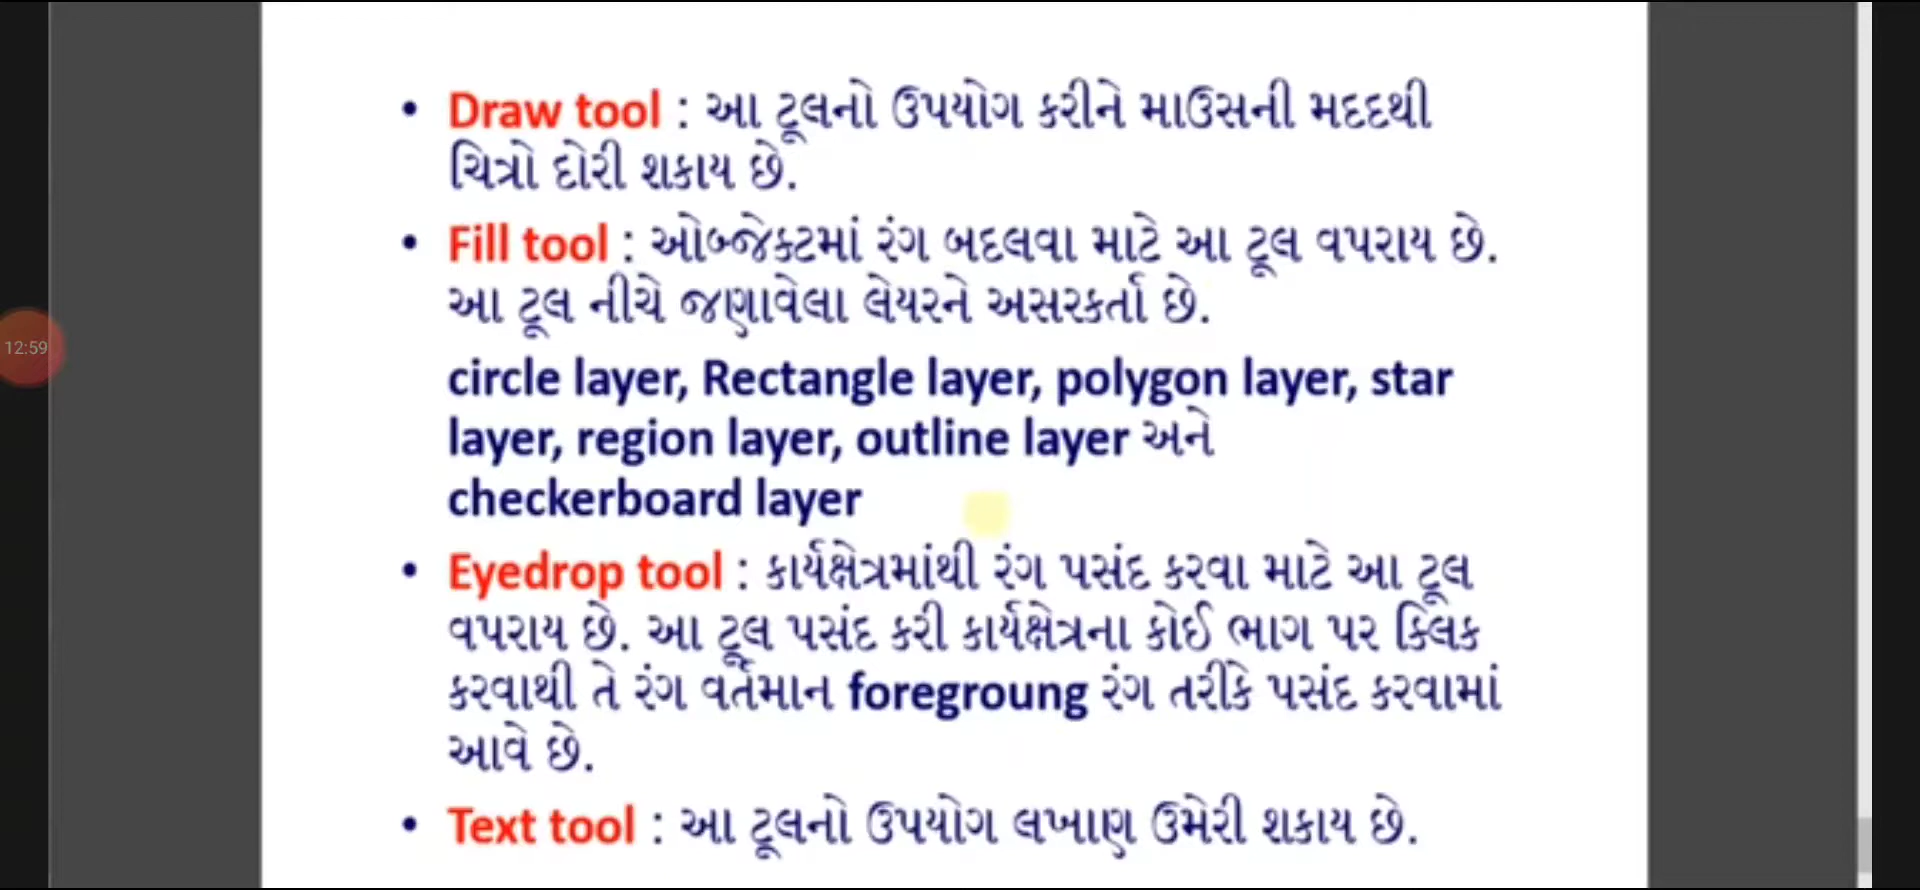 • Draw tool : આ ટૂલનો ઉપયોગ કરીને માઉસની મદદથી
ચિત્રો દોરી શકાય છે.
• Fill tool : ઓબ્જેક્ટમાં રંગ બદલવા માટે આ ટૂલ વપરાય છે.
આ ટૂલ નીચે જણાવેલા લેયરને અસરકર્તા છે.
circle layer, Rectangle layer, polygon layer, star
layer, region layer, outline layer અને
checkerboard layer
12:59
• Eyedrop tool : કાર્યક્ષેત્રમાંથી રંગ પસંદ કરવા માટે આ ટૂલ
વપરાય છે. આ ટૂલ પસંદ કરી કાર્યક્ષેત્રના કોઈ ભાગ પર ક્લિક
કરવાથી તે રંગ વર્તમાન foregroung રંગ તરીકે પસંદ કરવામાં
આવે છે.
• Text tool : આ ટૂલનો ઉપયોગ લખાણ ઉમેરી શકાય છે.